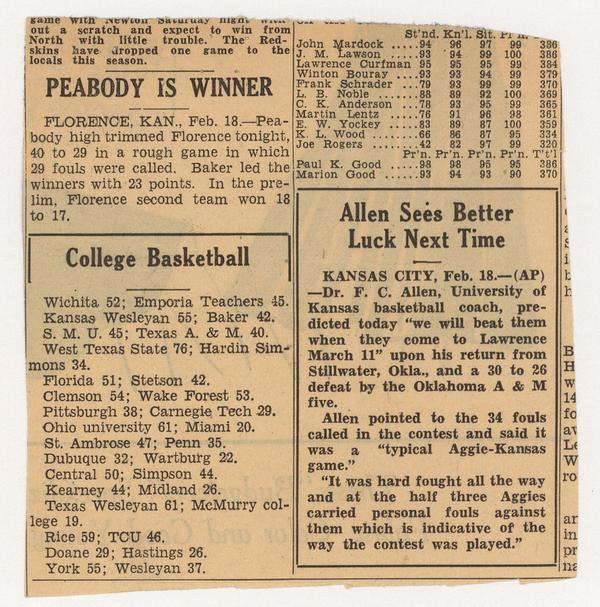 game with Newton Saturday night with
out a scratch and expect to win from
North with little trouble. The Red-
skins have dropped one game to the
locals this season.
PEABODY IS WINNER
FLORENCE, KAN., Feb. 18.—Pea-
body high trimmed Florence tonight,
40 to 29 in a rough game in which
29 fouls were called. Baker led the
winners with 23 points. In the pre-
lim, Florence second team won 18
to 17.
College Basketball
Wichita 52; Emporia Teachers 45.
Kansas Wesleyan 55; Baker 42.
S. M. U. 45; Texas A. & M. 40.
West Texas State 76; Hardin Sim-
mons 34.
Florida 51; Stetson 42.
Clemson 54; Wake Forest 53.
Pittsburgh 38; Carnegie Tech 29.
Ohio university 61; Miami 20.
St. Ambrose 47; Penn 35.
Dubuque 32; Wartburg 22.
Central 50; Simpson 44.
Kearney 44; Midland 26.
Texas Wesleyan 61; McMurry col-
lege 19.
Rice 59; TCU 46.
Doane 29; Hastings 26.
York 55; Wesleyan 37.
St'nd. Kn'l. Sit. Pr'n.
John Mardock .....94 96 97 99 386
J. M. Lawson .....93 94 99 100 386
Lawrence Curfman 95 95 95 99 384
Winton Bouray ....93 93 94 99 379
Frank Schrader ...79 93 99 99 370
L. B. Noble .......88 89 92 100 369
C. K. Anderson ...78 93 95 99 365
Martin Lentz .....76 91 96 98 361
E. W. Yockey .....83 89 87 100 359
K. L. Wood .......66 86 87 95 334
Joe Rogers .......42 82 97 99 320
Pr'n. Pr'n. Pr'n. Pr'n. T't'l
Paul K. Good .....98 98 95 95 386
Marion Good ......93 94 93 90 370
Allen Sees Better
Luck Next Time
KANSAS CITY, Feb. 18.—(AP)
—Dr. F. C. Allen, University of
Kansas basketball coach, pre-
dicted today "we will beat them
when they come to Lawrence
March 11" upon his return from
Stillwater, Okla., and a 30 to 26
defeat by the Oklahoma A & M
five.
Allen pointed to the 34 fouls
called in the contest and said it
was a "typical Aggie-Kansas
game."
"It was hard fought all the way
and at the half three Aggies
carried personal fouls against
them which is indicative of the
way the contest was played."